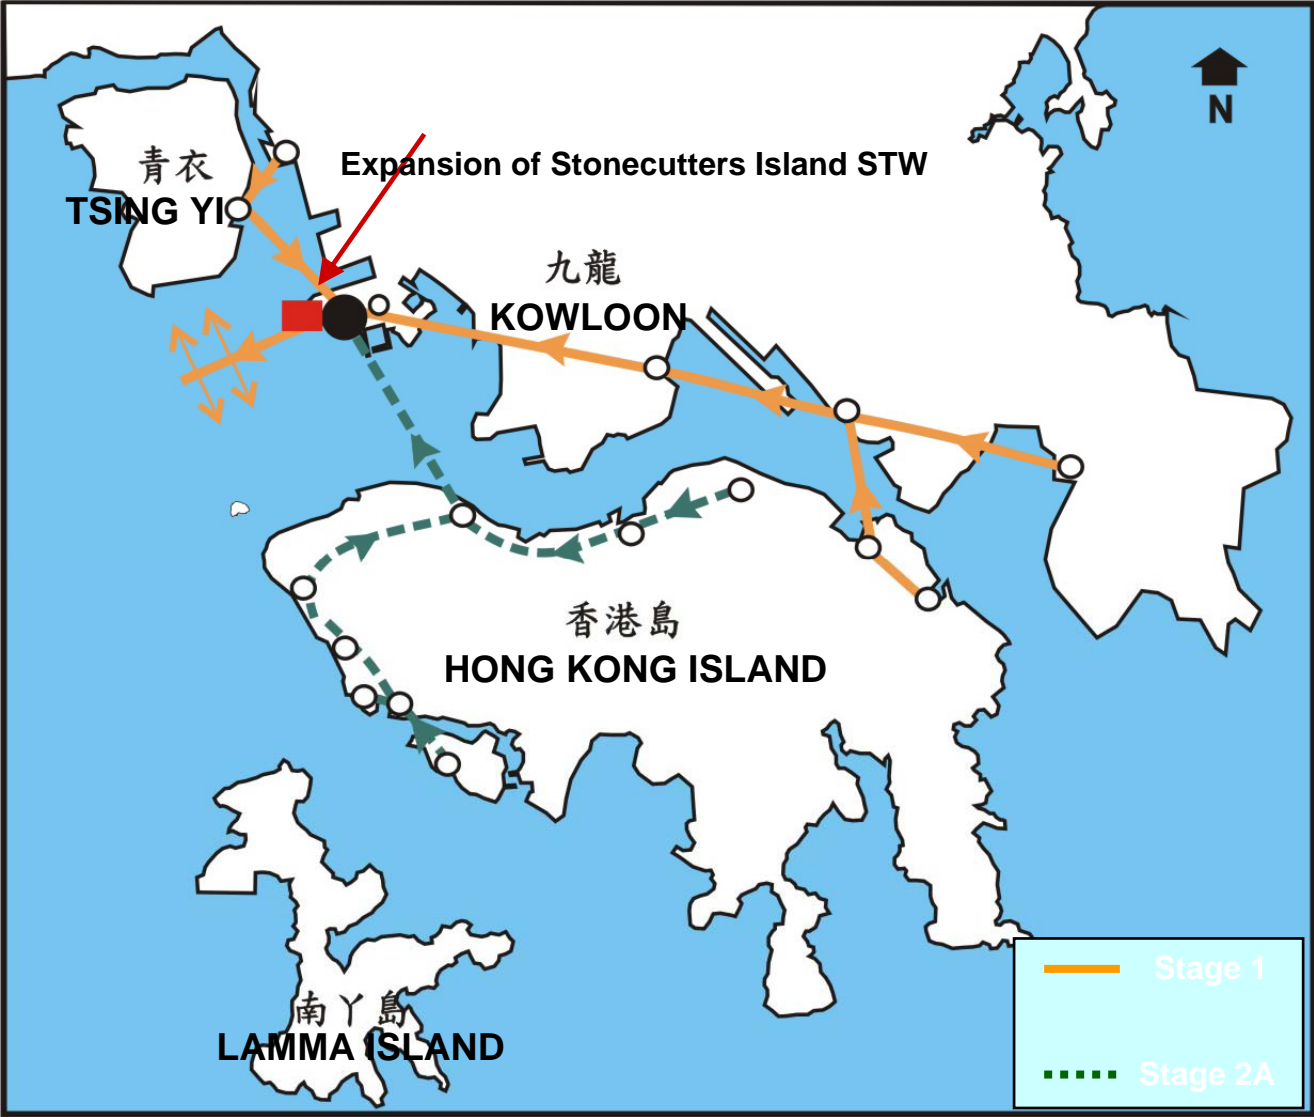 N
Expansion of Stonecutters Island STW
青衣
TSING YI
九龍
KOWLOON
香港島
HONG KONG ISLAND
南丫島
LAMMA ISLAND
Stage 1
Stage 2A